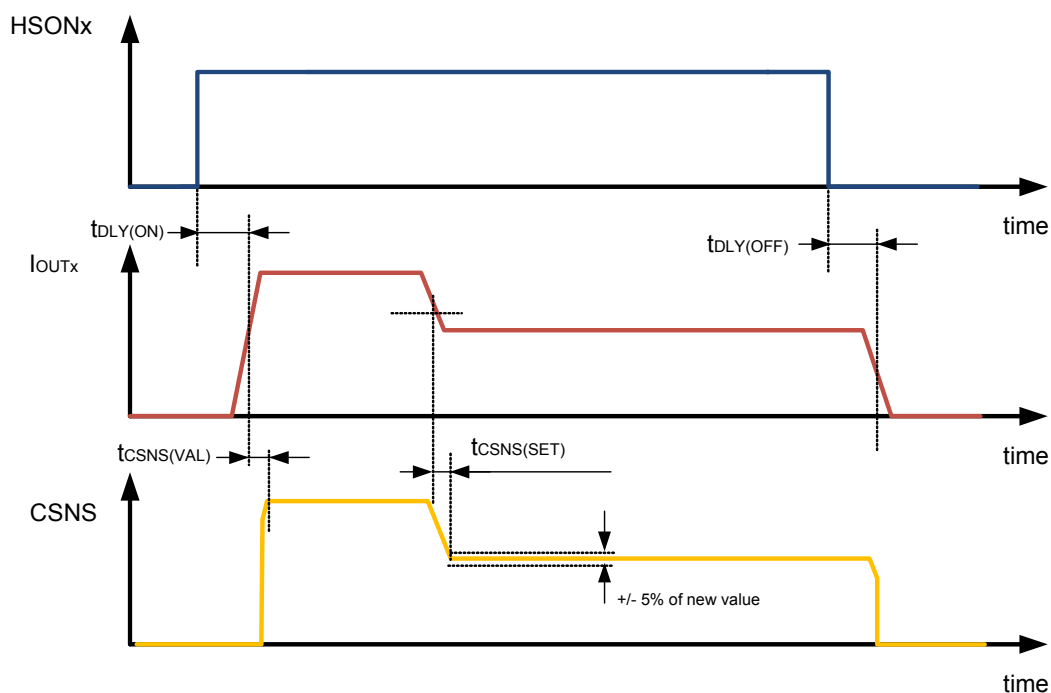 HSONx
time
tDLY(ON)
tDLY(OFF)
IOUTx
time
tCSNS(VAL)
tCSNS(SET)
CSNS
+/- 5% of new value
time